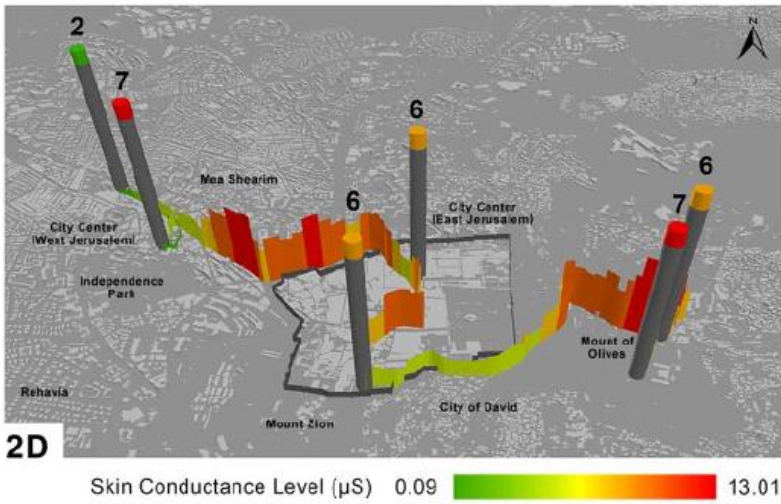 2
N
7
6
6
Mea Shearim
6
7
City Center
(West Jerusalem)
City Center
(East Jerusalem)
Independence
Park
Mount of
Olives
Rehavia
Mount Zion
City of David
2D
Skin Conductance Level (µS) 0.09 13.01